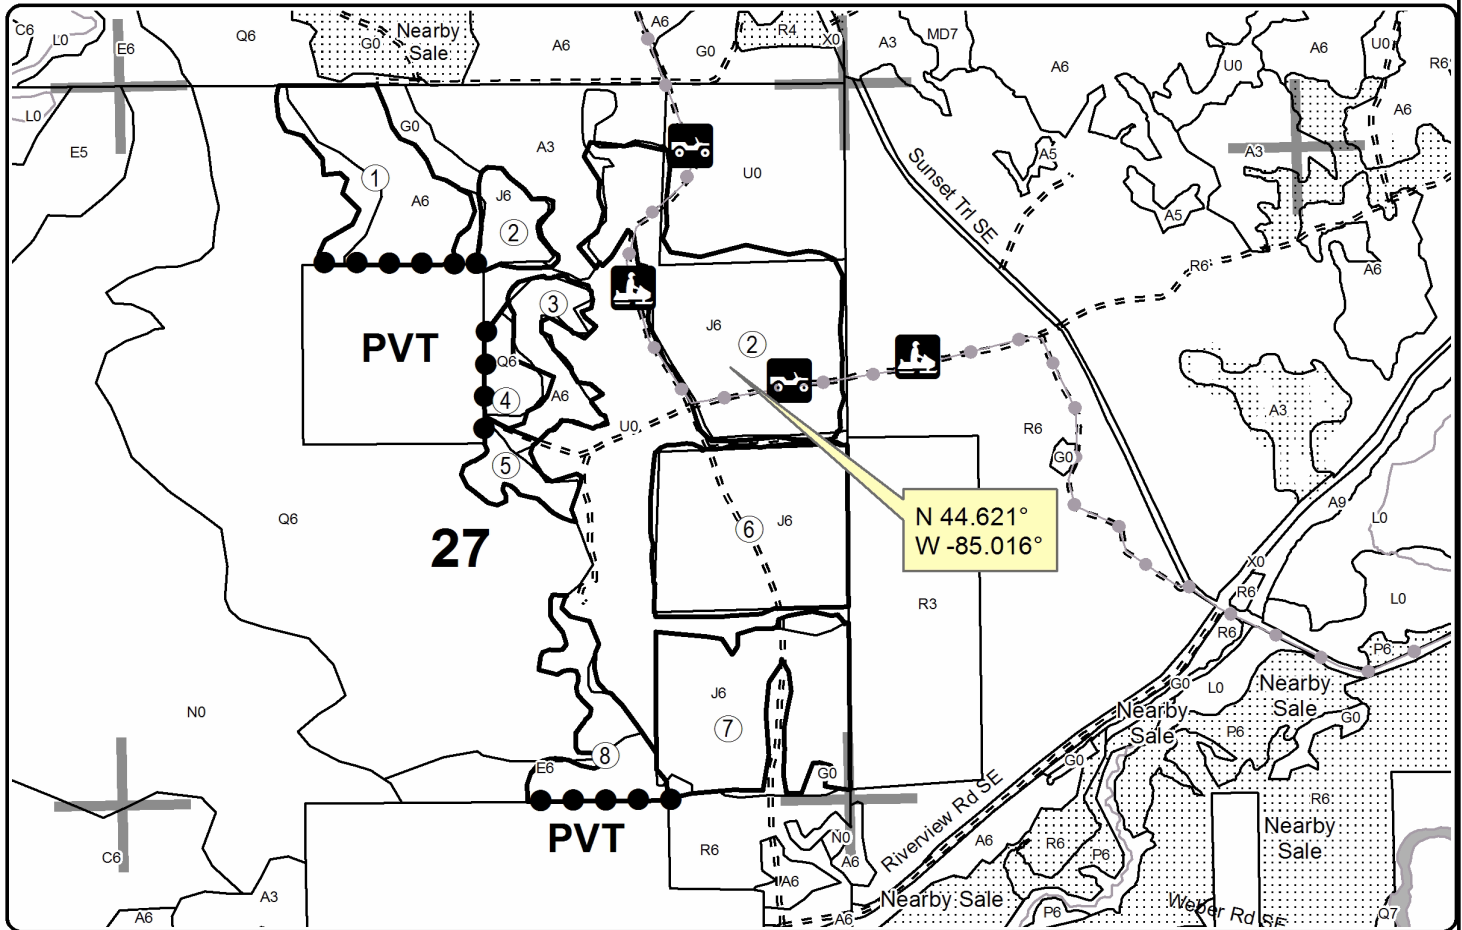 C6
L0
E6
Q6
G0
Nearby
Sale
A6
A6
G0
R4
X0
A3
MD7
A6
U0
A6
U0
R6
L0
E5
G0
A3
U0
A5
A3
A6
1
A6
J6
2
Sunset Trl SE
A5
R6
A6
3
J6
2
PVT
Q6
4
A6
U0
R6
G0
A3
5
Q6
27
6
J6
N 44.621°
W -85.016°
A9
L0
X0
R6
R3
L0
R6
P6
N0
J6
7
G0
L0
Nearby
Sale
Nearby
Sale
G0
P6
8
E6
G0
G0
Riverview Rd SE
R6
PVT
C6
R6
N0
A6
A6
R6
P6
Nearby
Sale
A6
A3
A6
A6
Nearby Sale
P6
Weber Rd SE
Q7